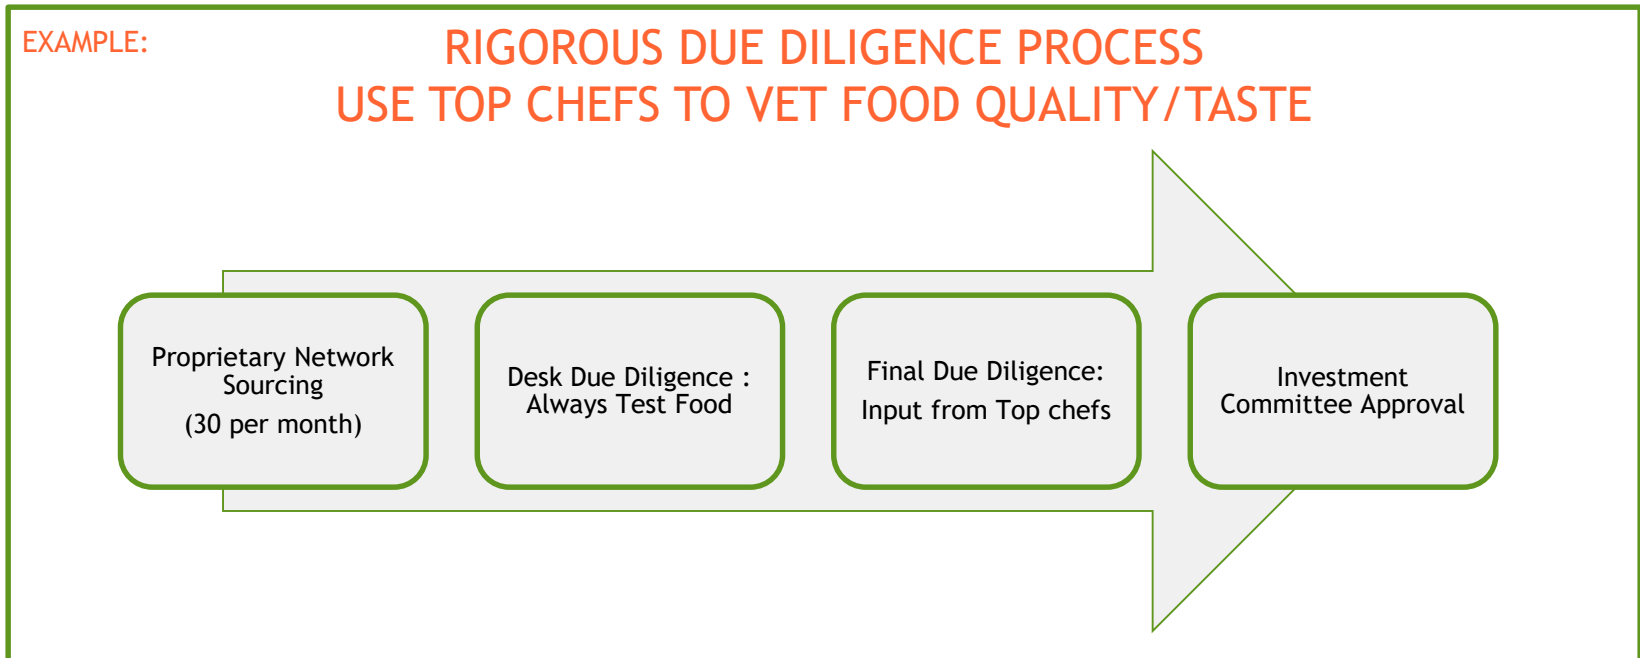 EXAMPLE:
RIGOROUS DUE DILIGENCE PROCESS
USE TOP CHEFS TO VET FOOD QUALITY/TASTE
Proprietary Network
Sourcing
(30 per month)
Desk Due Diligence :
Always Test Food
Final Due Diligence:
Input from Top chefs
Investment
Committee Approval